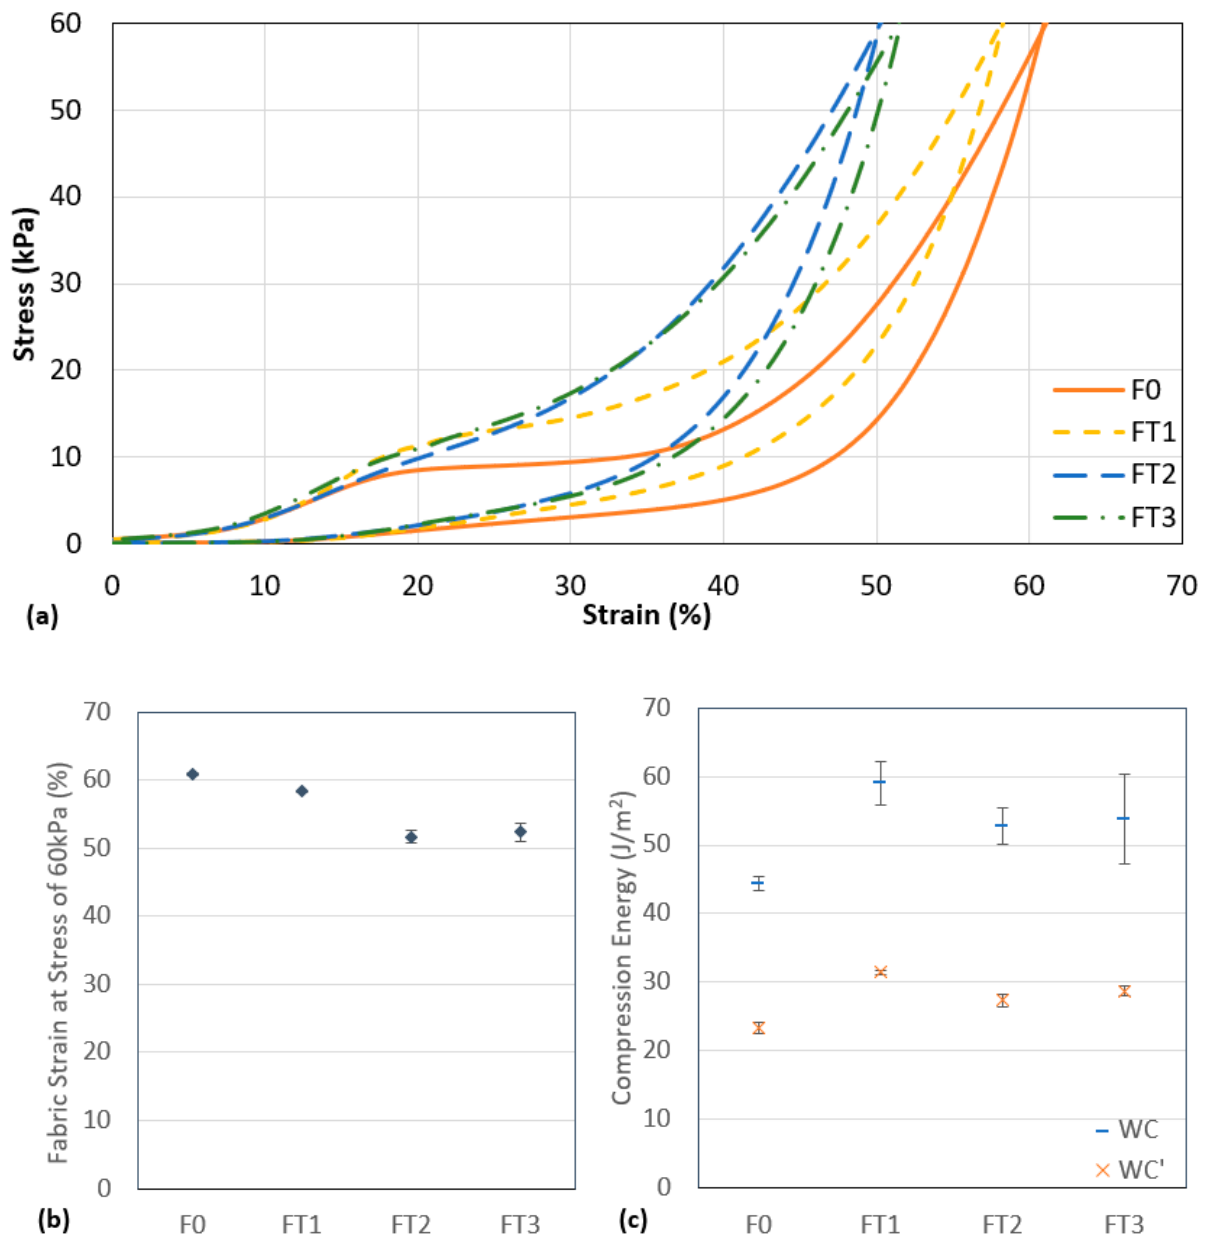 60
50
40
30
20
10
0
Stress (kPa)
F0
FT1
FT2
FT3
0 10 20 30 40 50 60 70
Strain (%)
(a)
70
60
50
40
30
20
10
0
Fabric Strain at Stress of 60kPa (%)
F0 FT1 FT2 FT3
(b)
70
60
50
40
30
20
10
0
Compression Energy (J/m²)
WC
WC'
F0 FT1 FT2 FT3
(c)